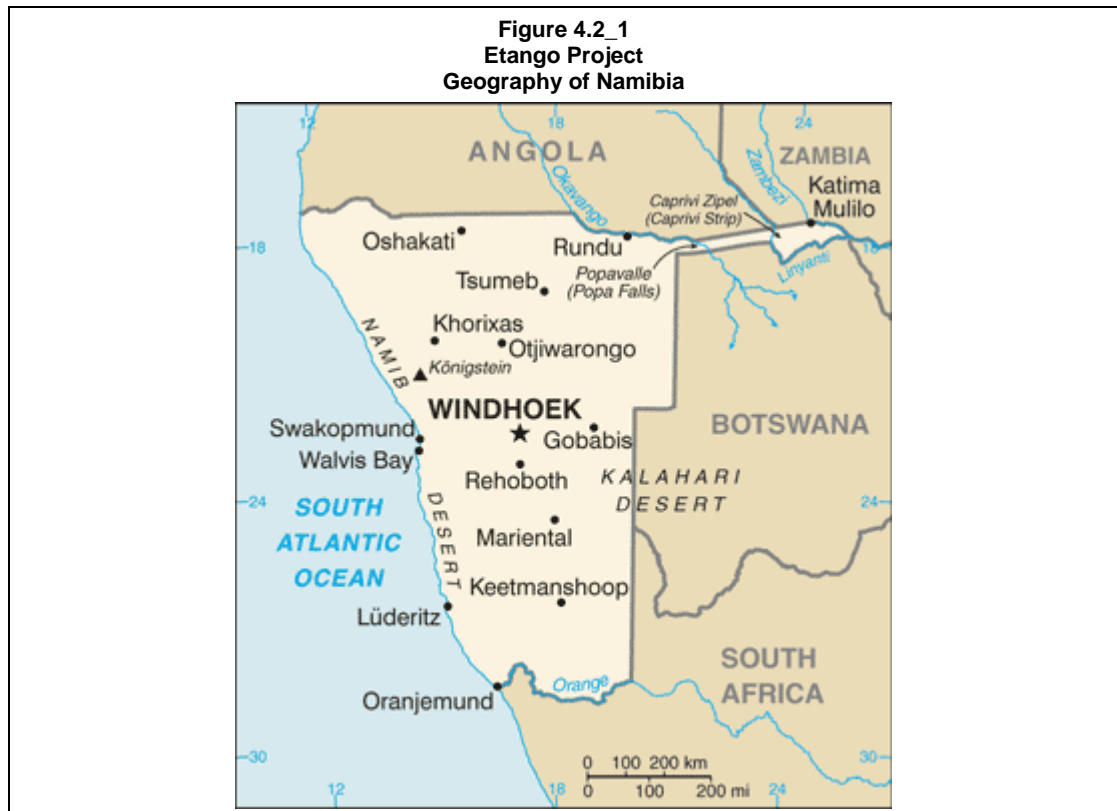 Figure 4.2_1
Etango Project
Geography of Namibia
12
18
24
ANGOLA
ZAMBIA
Okavango
Zambezi
Katima
Mulilo
Caprivi Zipel
(Caprivi Strip)
18
Oshakati
Rundu
18
Linyanti
Popavalle
(Popa Falls)
Tsumeb
Khorixas
Otjiwarongo
NAMIB
Königstein
WINDHOEK
Swakopmund
Gobabis
BOTSWANA
Walvis Bay
Rehoboth
KALAHARI
DESERT
24
24
SOUTH
ATLANTIC
OCEAN
DESERT
Mariental
Keetmanshoop
Lüderitz
SOUTH
AFRICA
Orange
Oranjemund
30
30
0 100 200 km
0 100 200 mi
12
18
24